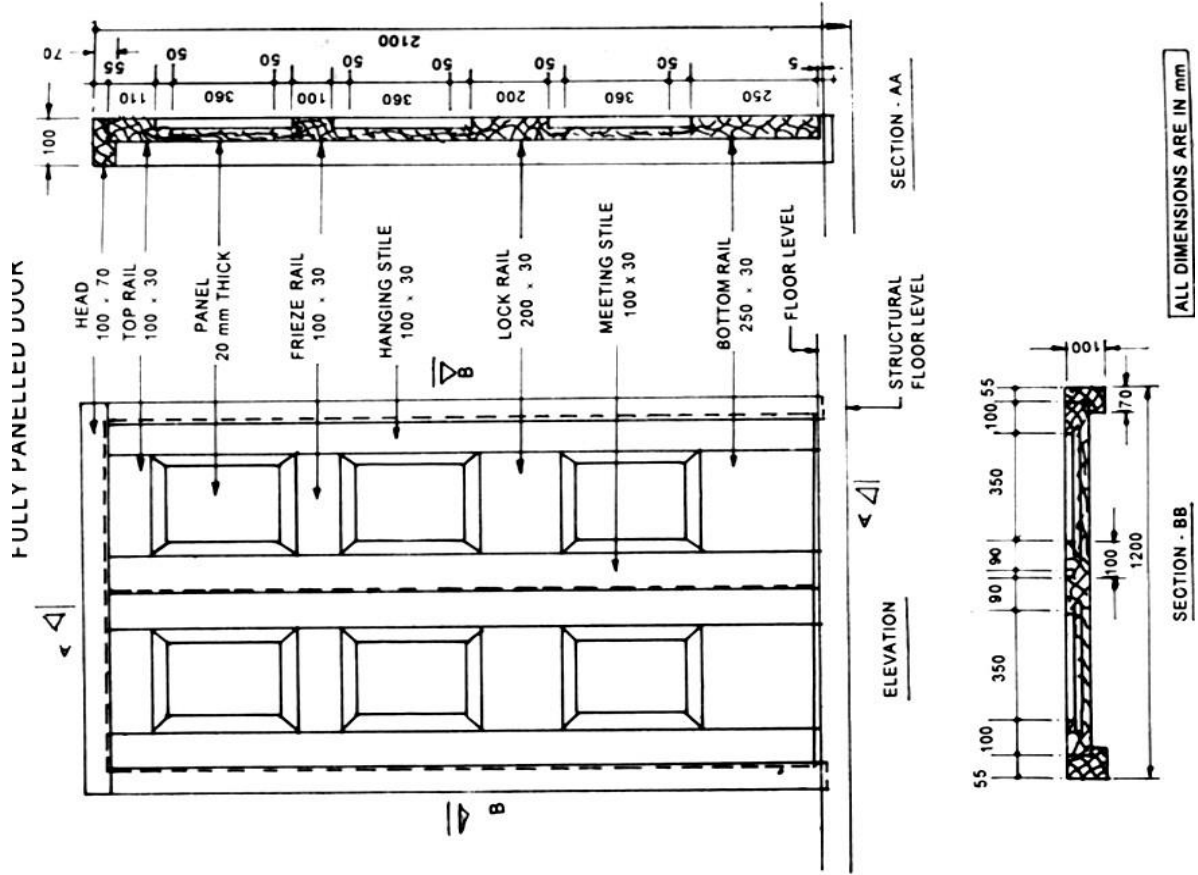 FULLY PANELLED DOOR
HEAD
100 × 70
TOP RAIL
100 × 30
PANEL
20 mm THICK
FRIEZE RAIL
100 × 30
HANGING STILE
100 × 30
LOCK RAIL
200 × 30
MEETING STILE
100 x 30
BOTTOM RAIL
250 × 30
FLOOR LEVEL
STRUCTURAL
FLOOR LEVEL
A
A
B
B
ELEVATION
100
70
55
110
50
360
50
100
50
360
50
200
50
360
50
250
5
2100
SECTION - AA
55
100
350
90
90
350
100
55
100
70
100
1200
SECTION - BB
ALL DIMENSIONS ARE IN mm